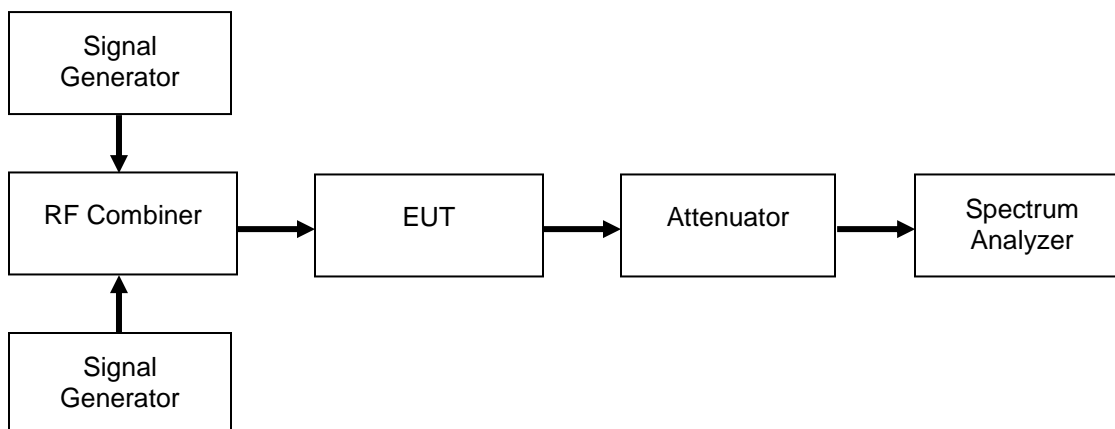 Signal
Generator
RF Combiner
EUT
Attenuator
Spectrum
Analyzer
Signal
Generator